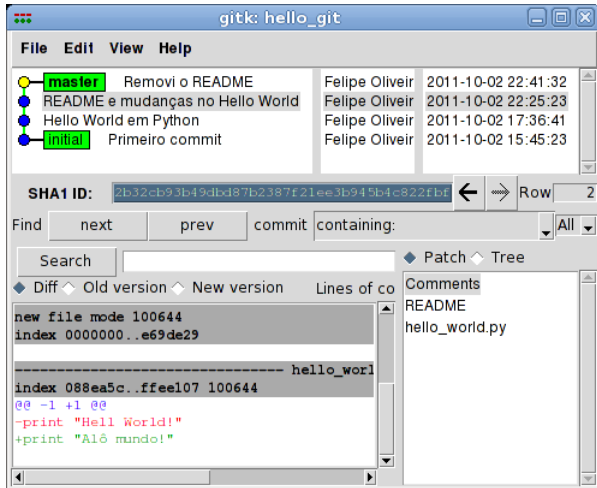 gitk: hello_git
File Edit View Help
master Removi o README Felipe Oliveir 2011-10-02 22:41:32
README e mudanças no Hello World Felipe Oliveir 2011-10-02 22:25:23
Hello World em Python Felipe Oliveir 2011-10-02 17:36:41
initial Primeiro commit Felipe Oliveir 2011-10-02 15:45:23
SHA1 ID: 2b32cb93b49dbd87b2387f21ee3b945b4c822fbf Row 2
Find next prev commit containing: All
Search Patch Tree
Diff Old version New version Lines of co
Comments
README
hello_world.py
new file mode 100644
index 0000000..e69de29
-------------------------------- hello_worl
index 088ea5c..ffee107 100644
@@ -1 +1 @@
-print "Hell World!"
+print "Alô mundo!"